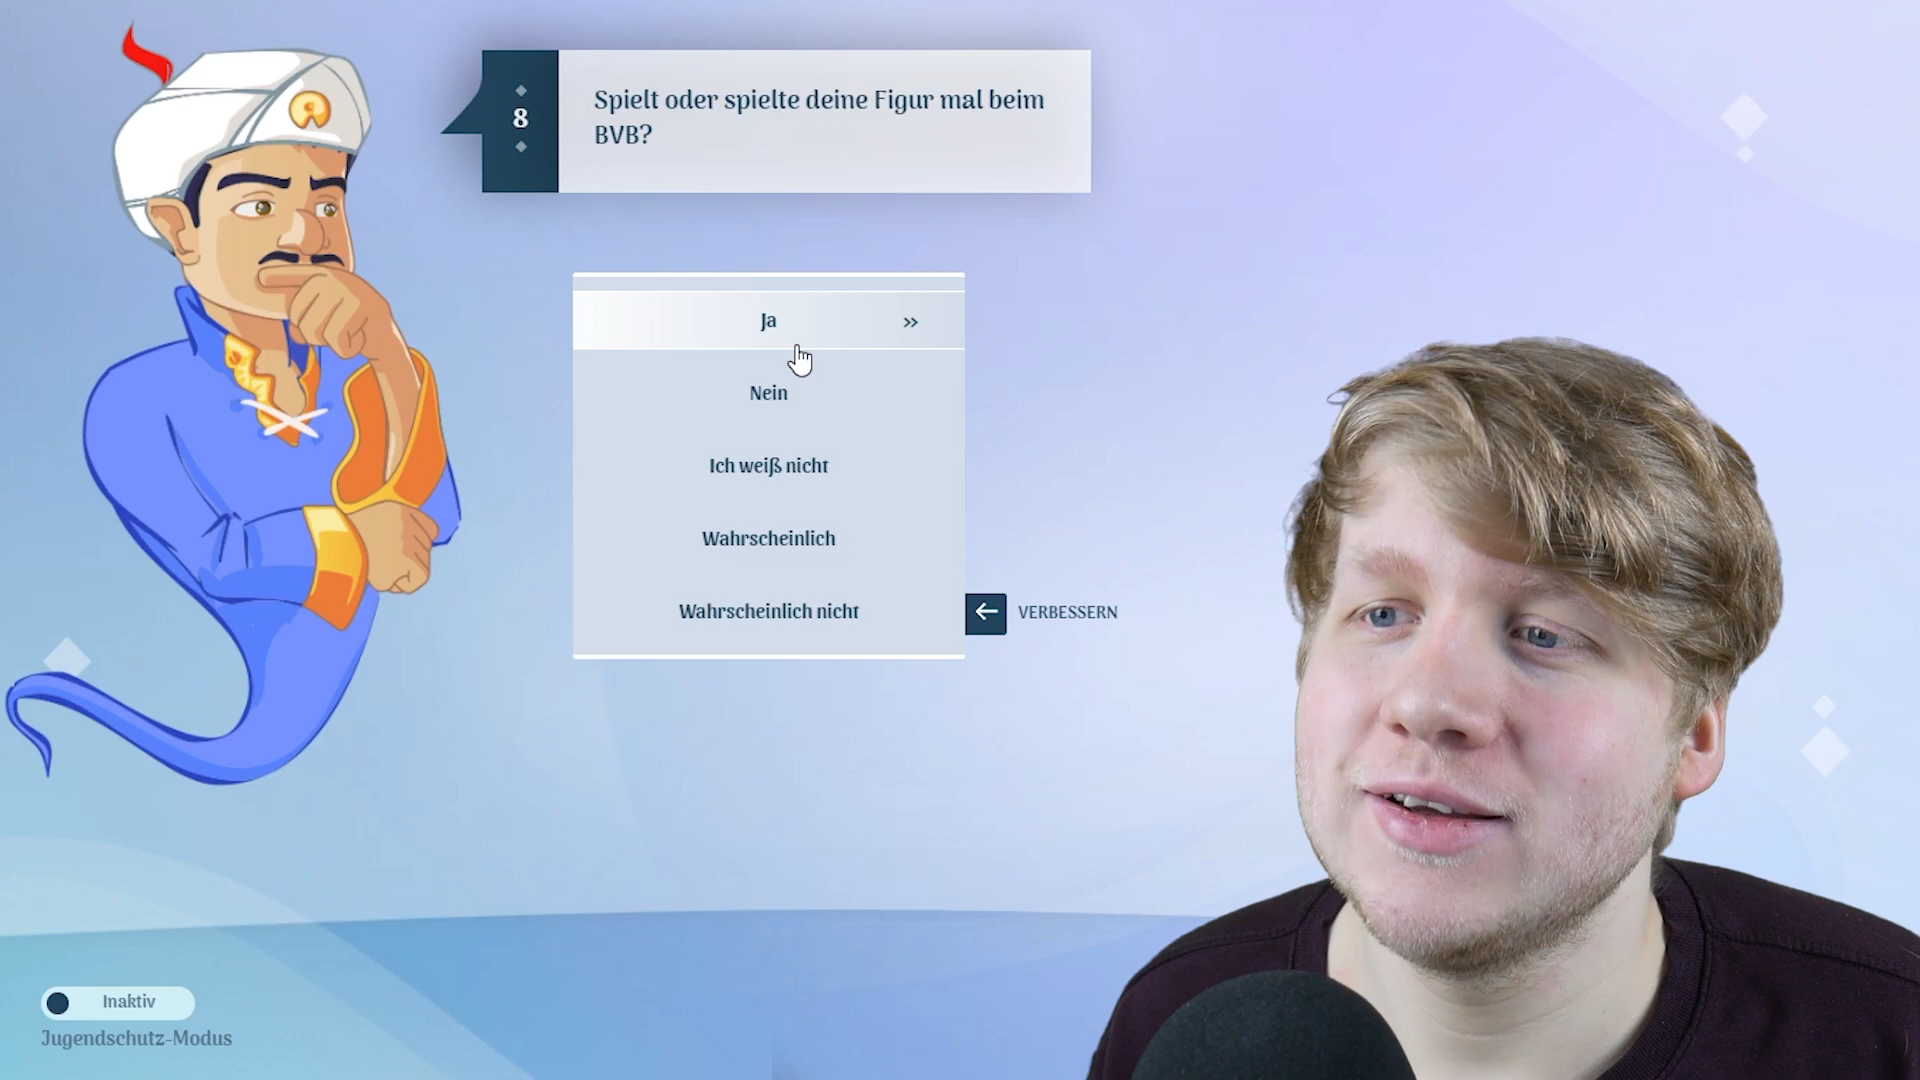 8
Spielt oder spielte deine Figur mal beim
BVB?
Ja
Nein
Ich weiß nicht
Wahrscheinlich
Wahrscheinlich nicht
VERBESSERN
Inaktiv
Jugendschutz-Modus